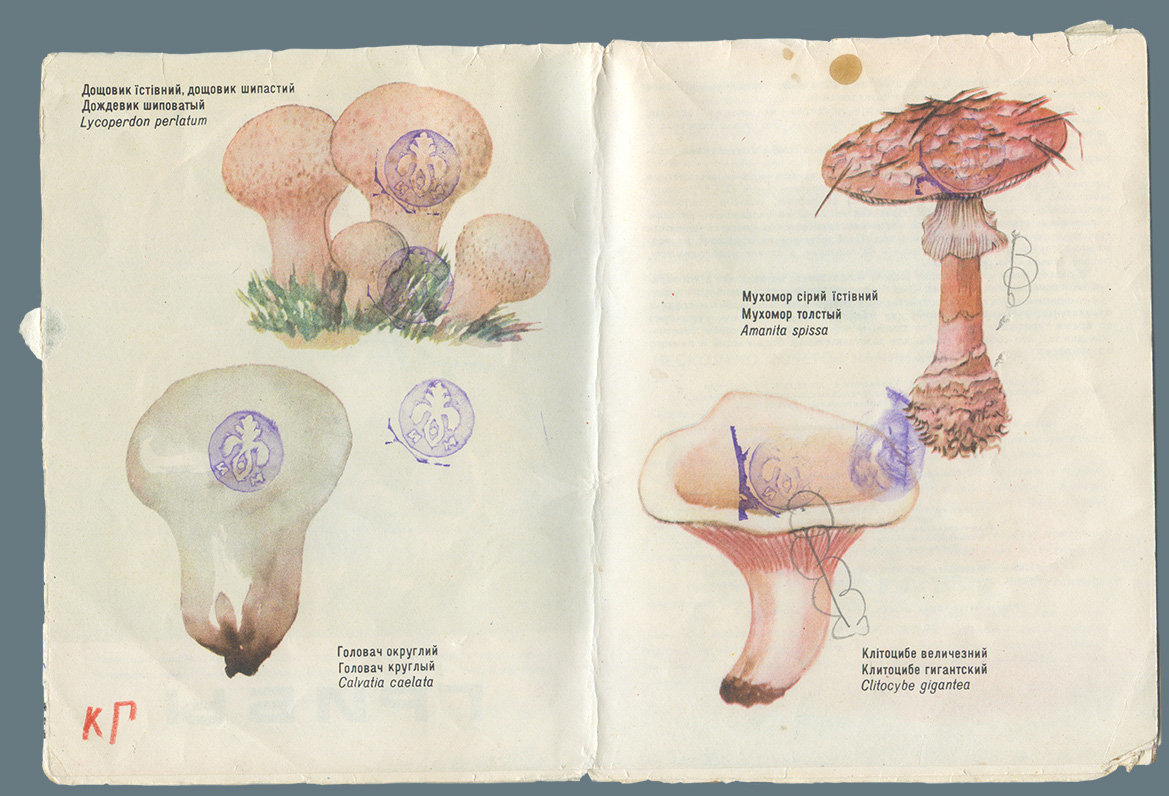 Дощовик їстівний, дощовик шипастий
Дождевик шиповатый
Lycoperdon perlatum
Головач округлий
Головач круглый
Calvatia caelata
КГ
Мухомор сірий їстівний
Мухомор толстый
Amanita spissa
Клітоцибе величезний
Клитоцибе гигантский
Clitocybe gigantea